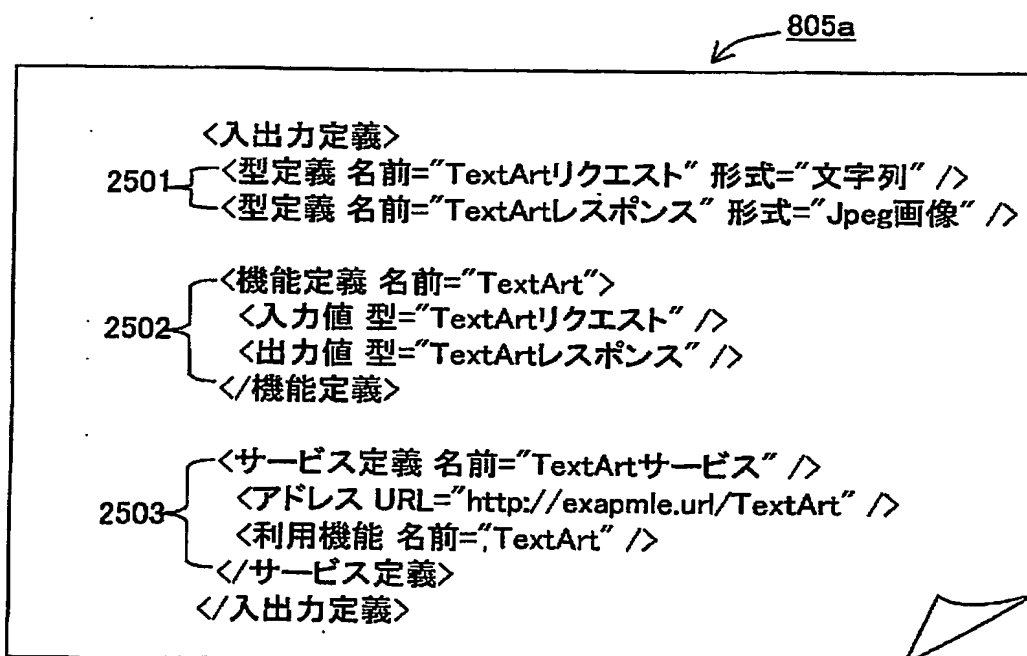 805a
<入出力定義>
2501 <型定義 名前="TextArtリクエスト" 形式="文字列" />
<型定義 名前="TextArtレスポンス" 形式="Jpeg画像" />
<機能定義 名前="TextArt">
2502 <入力値 型="TextArtリクエスト" />
<出力値 型="TextArtレスポンス" />
</機能定義>
<サービス定義 名前="TextArtサービス" />
2503 <アドレス URL="http://exapmle.url/TextArt" />
<利用機能 名前="TextArt" />
</サービス定義>
</入出力定義>